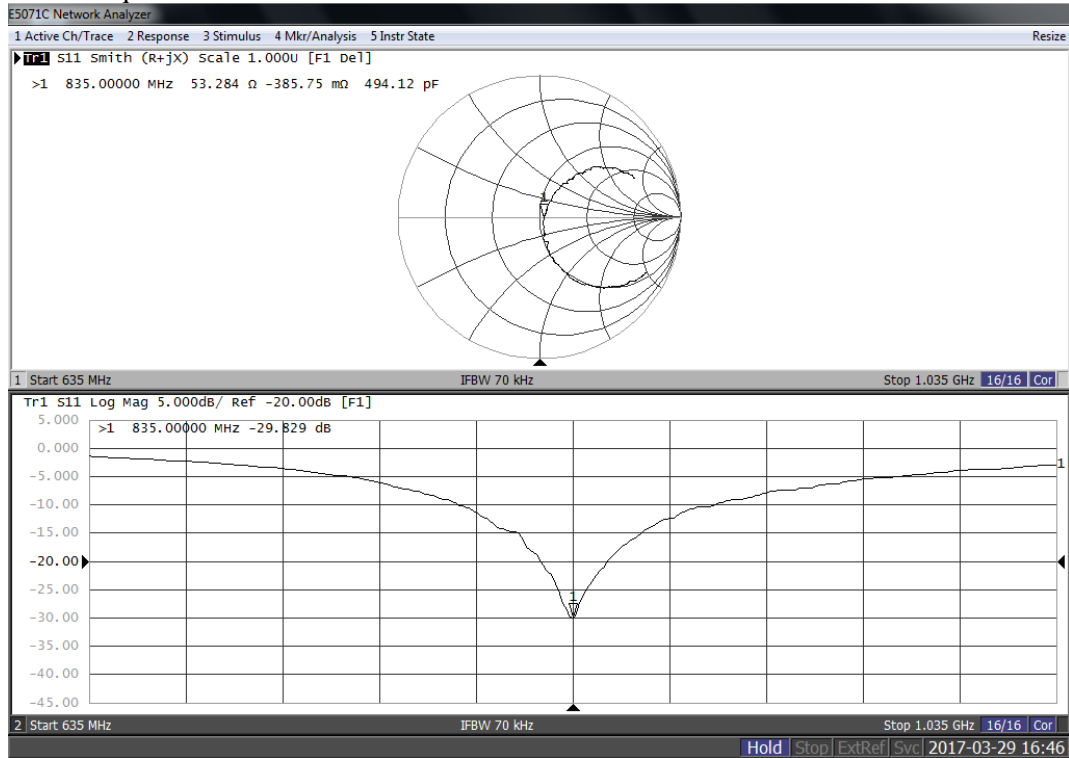 E5071C Network Analyzer
1 Active Ch/Trace 2 Response 3 Stimulus 4 Mkr/Analysis 5 Instr State Resize
Tr1 S11 Smith (R+jX) Scale 1.000U [F1 Del]
>1 835.00000 MHz 53.284 Ω -385.75 mΩ 494.12 pF
1
1 Start 635 MHz IFBW 70 kHz Stop 1.035 GHz 16/16 Cor
Tr1 S11 Log Mag 5.000dB/ Ref -20.00dB [F1]
5.000
>1 835.00000 MHz -29.829 dB
0.000
1
-5.000
-10.00
-15.00
-20.00
-25.00
1
-30.00
-35.00
-40.00
-45.00
2 Start 635 MHz IFBW 70 kHz Stop 1.035 GHz 16/16 Cor
Hold Stop ExtRef Svc 2017-03-29 16:46